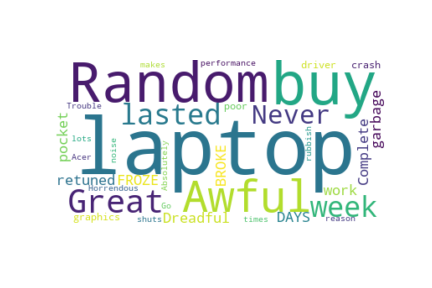 makes performance driver crash
Random buy
Trouble lasted poor Never
pocket lots noise laptop rubbish Complete garbage
Acer Absolutely BROKE
retuned FROZE Awful work
Horrendous
Great Go week
graphics shuts Dreadful times DAYS reason